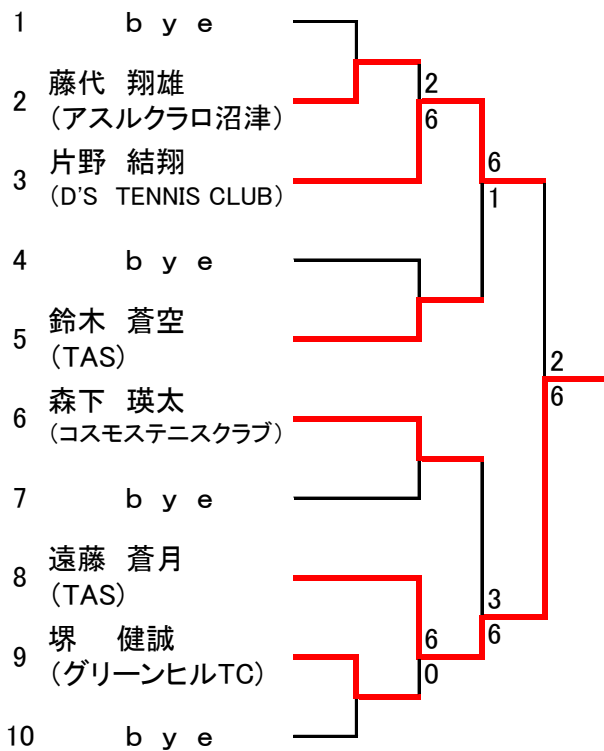 1 ｂｙｅ
2 藤代 翔雄
(アスルクラロ沼津)
3 片野 結翔
(D'S TENNIS CLUB)
4 ｂｙｅ
5 鈴木 蒼空
(TAS)
6 森下 瑛太
(コスモステニスクラブ)
7 ｂｙｅ
8 遠藤 蒼月
(TAS)
9 堺 健誠
(グリーンヒルTC)
10 ｂｙｅ
2
6
6
1
2
6
3
6
6
0